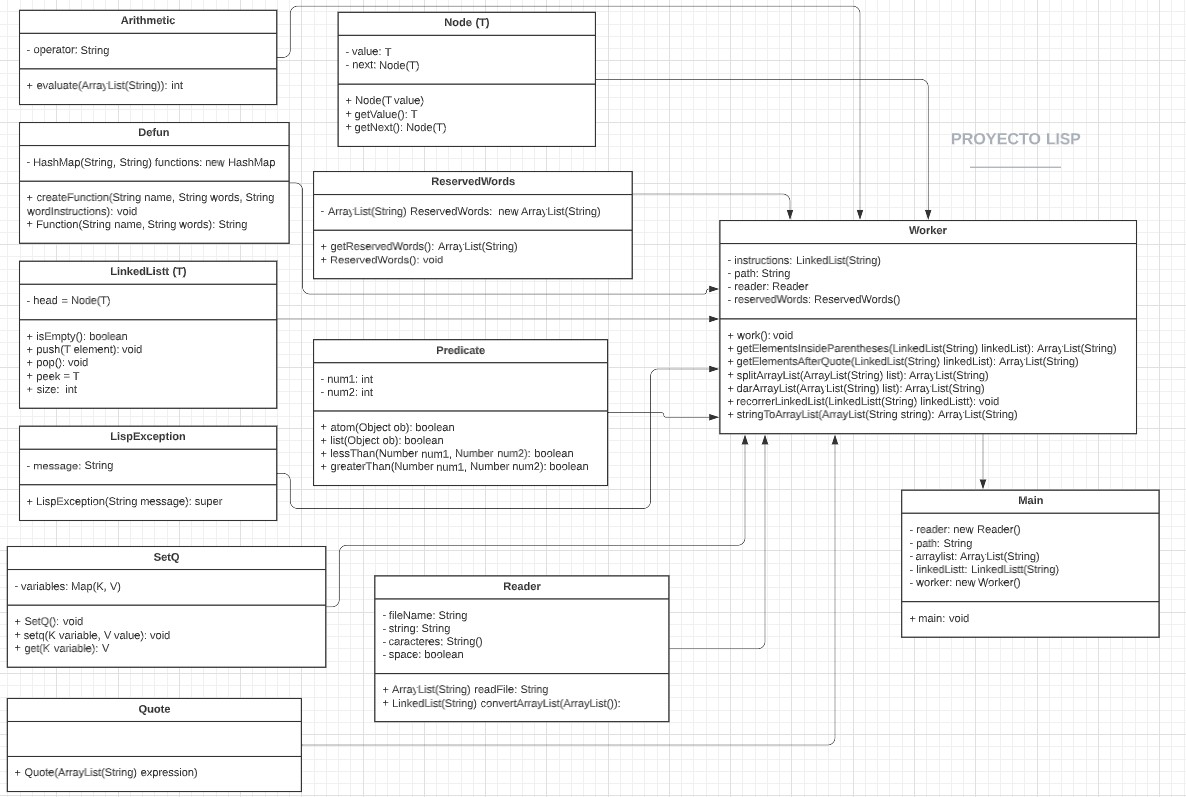 Arithmetic
- operator: String
+ evaluate(ArrayList(String)): int
Node (T)
- value: T
- next: Node(T)
+ Node(T value)
+ getValue(): T
+ getNext(): Node(T)
PROYECTO LISP
Defun
- HashMap(String, String) functions: new HashMap
+ createFunction(String name, String words, String
wordInstructions): void
+ Function(String name, String words): String
ReservedWords
- ArrayList(String) ReservedWords: new ArrayList(String)
+ getReservedWords(): ArrayList(String)
+ ReservedWords(): void
Worker
- instructions: LinkedList(String)
- path: String
- reader: Reader
- reservedWords: ReservedWords()
+ work(): void
+ getElementsInsideParentheses(LinkedList(String) linkedList): ArrayList(String)
+ getElementsAfterQuote(LinkedList(String) linkedList): ArrayList(String)
+ splitArrayList(ArrayList(String) list): ArrayList(String)
+ darArrayList(ArrayList(String) list): ArrayList(String)
+ recorrerLinkedList(LinkedListt(String) linkedListt): void
+ stringToArrayList(ArrayList(String string): ArrayList(String)
LinkedListt (T)
- head = Node(T)
+ isEmpty(): boolean
+ push(T element): void
+ pop(): void
+ peek = T
+ size: int
Predicate
- num1: int
- num2: int
+ atom(Object ob): boolean
+ list(Object ob): boolean
+ lessThan(Number num1, Number num2): boolean
+ greaterThan(Number num1, Number num2): boolean
LispException
- message: String
+ LispException(String message): super
Main
- reader: new Reader()
- path: String
- arraylist: ArrayList(String)
- linkedListt: LinkedListt(String)
- worker: new Worker()
+ main: void
SetQ
- variables: Map(K, V)
+ SetQ(): void
+ setq(K variable, V value): void
+ get(K variable): V
Reader
- fileName: String
- string: String
- caracteres: String()
- space: boolean
+ ArrayList(String) readFile: String
+ LinkedList(String) convertArrayList(ArrayList()):
Quote
+ Quote(ArrayList(String) expression)